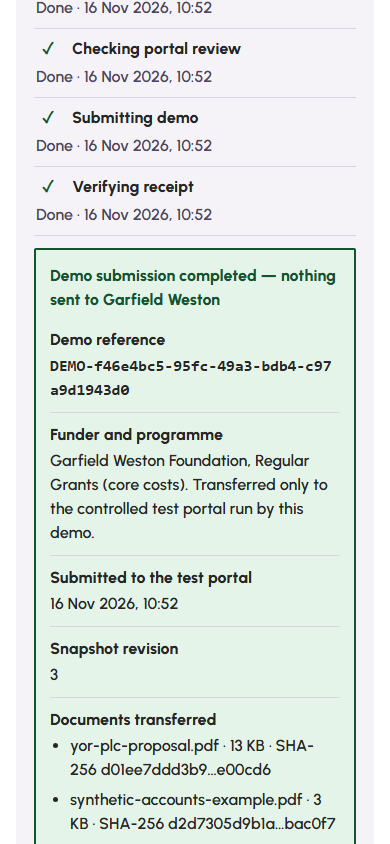 Done · 16 Nov 2026, 10:52
✓ Checking portal review
Done · 16 Nov 2026, 10:52
✓ Submitting demo
Done · 16 Nov 2026, 10:52
✓ Verifying receipt
Done · 16 Nov 2026, 10:52
Demo submission completed — nothing
sent to Garfield Weston
Demo reference
DEMO-f46e4bc5-95fc-49a3-bdb4-c97
a9d1943d0
Funder and programme
Garfield Weston Foundation, Regular
Grants (core costs). Transferred only to
the controlled test portal run by this
demo.
Submitted to the test portal
16 Nov 2026, 10:52
Snapshot revision
3
Documents transferred
• yor-plc-proposal.pdf · 13 KB · SHA-
256 d01ee7ddd3b9…e00cd6
• synthetic-accounts-example.pdf · 3
KB · SHA-256 d2d7305d9b1a…bac0f7